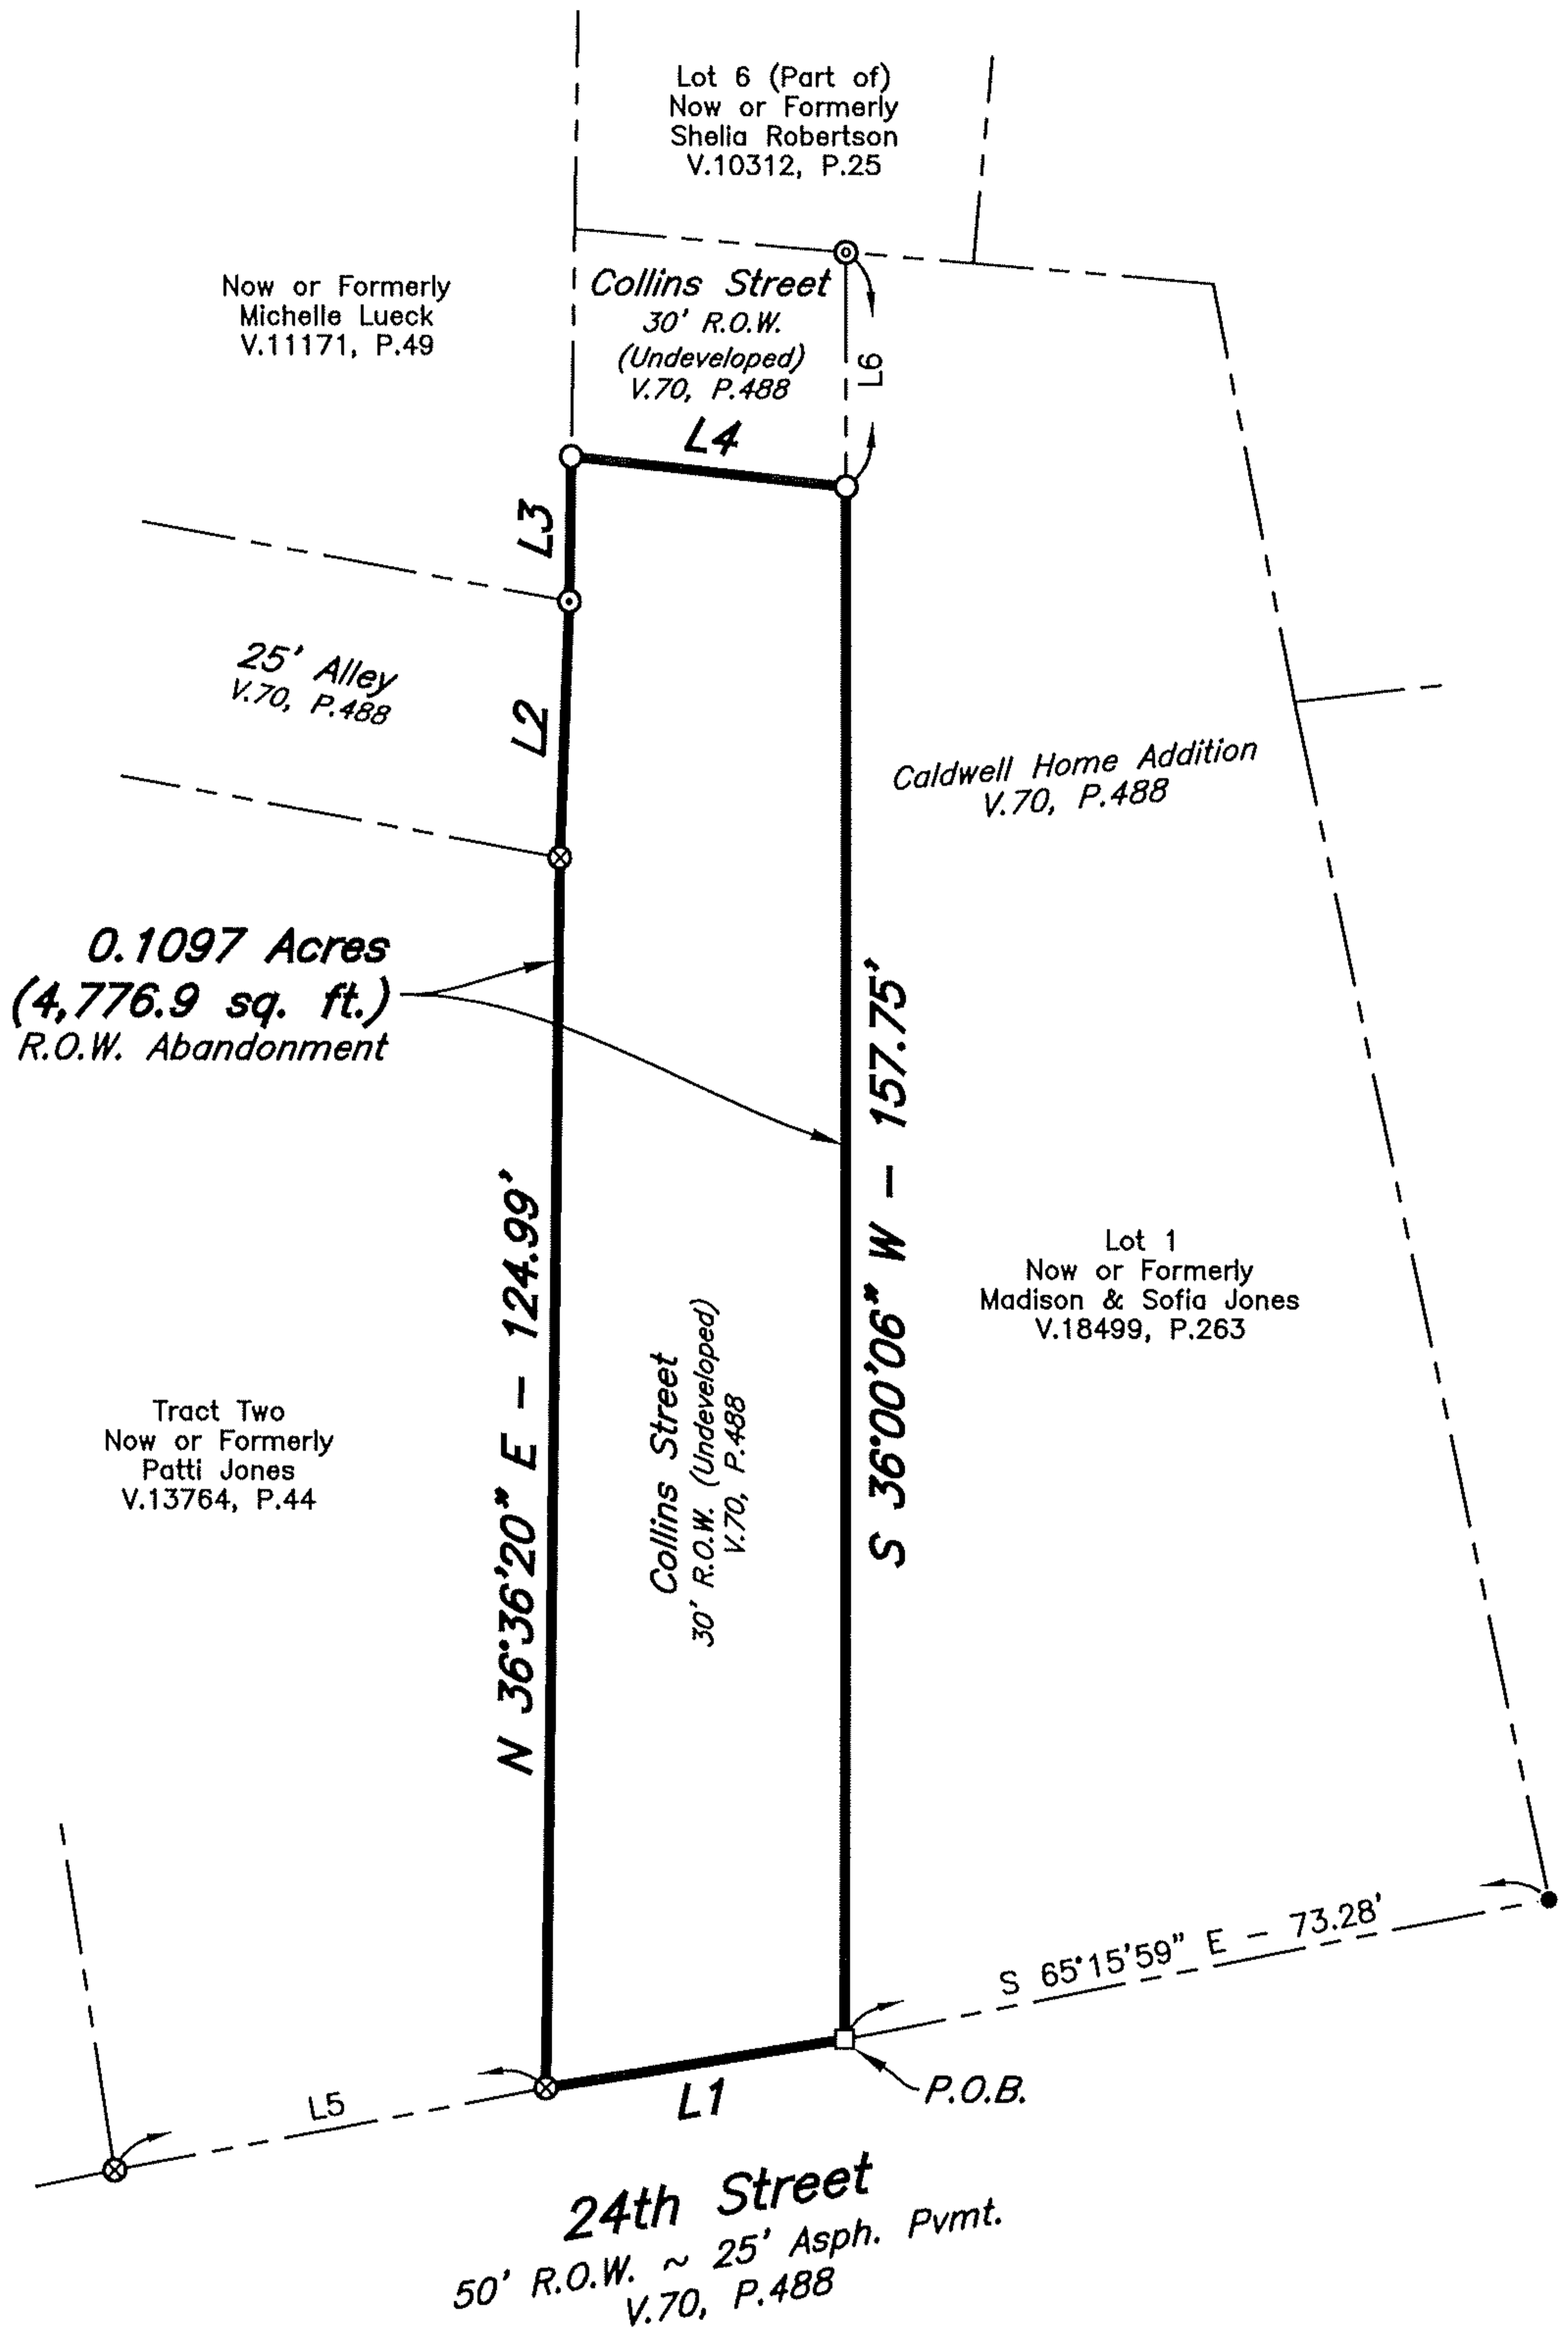 Lot 6 (Part of)
Now or Formerly
Shelia Robertson
V.10312, P.25
Now or Formerly
Michelle Lueck
V.11171, P.49
Collins Street
30' R.O.W.
(Undeveloped)
V.70, P.488
L6
L4
L3
25' Alley
V.70, P.488
L2
Caldwell Home Addition
V.70, P.488
0.1097 Acres
(4,776.9 sq. ft.)
R.O.W. Abandonment
N 36°36'20" E - 124.99'
S 36°00'06" W - 157.75'
Lot 1
Now or Formerly
Madison & Sofia Jones
V.18499, P.263
Collins Street
30' R.O.W. (Undeveloped)
V.70, P.488
Tract Two
Now or Formerly
Patti Jones
V.13764, P.44
S 65°15'59" E - 73.28'
P.O.B.
L5
L1
24th Street
50' R.O.W. ~ 25' Asph. Pvmt.
V.70, P.488